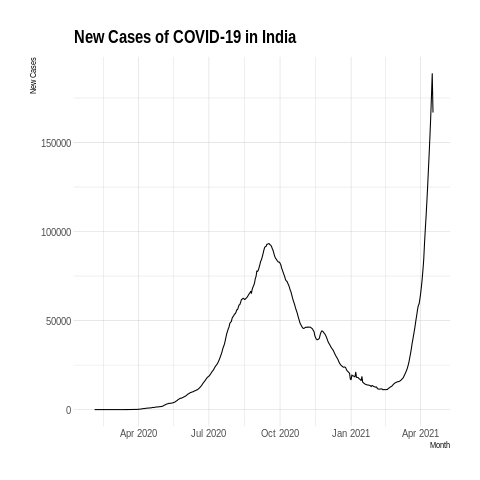 New Cases of COVID-19 in India
New Cases
150000
100000
50000
0
Apr 2020 Jul 2020 Oct 2020 Jan 2021 Apr 2021
Month